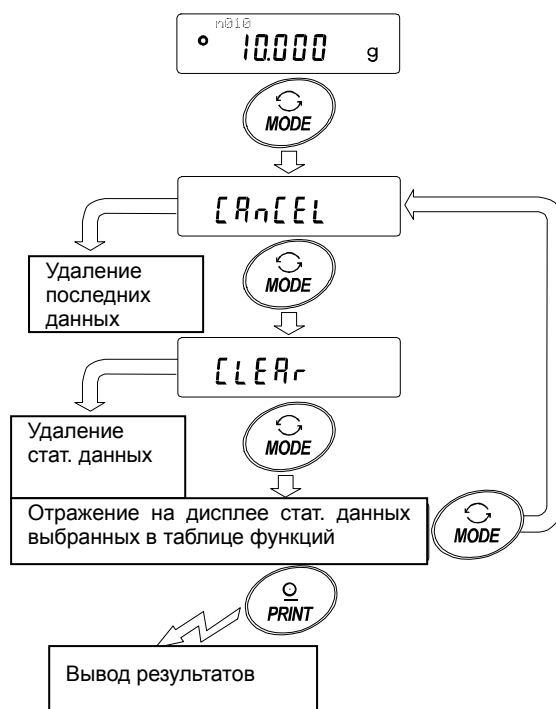 n010
10.000 g
MODE
CAnCEL
Удаление
последних
данных
MODE
CLEAr
Удаление
стат. данных
MODE
Отражение на дисплее стат. данных
выбранных в таблице функций
MODE
PRINT
Вывод результатов